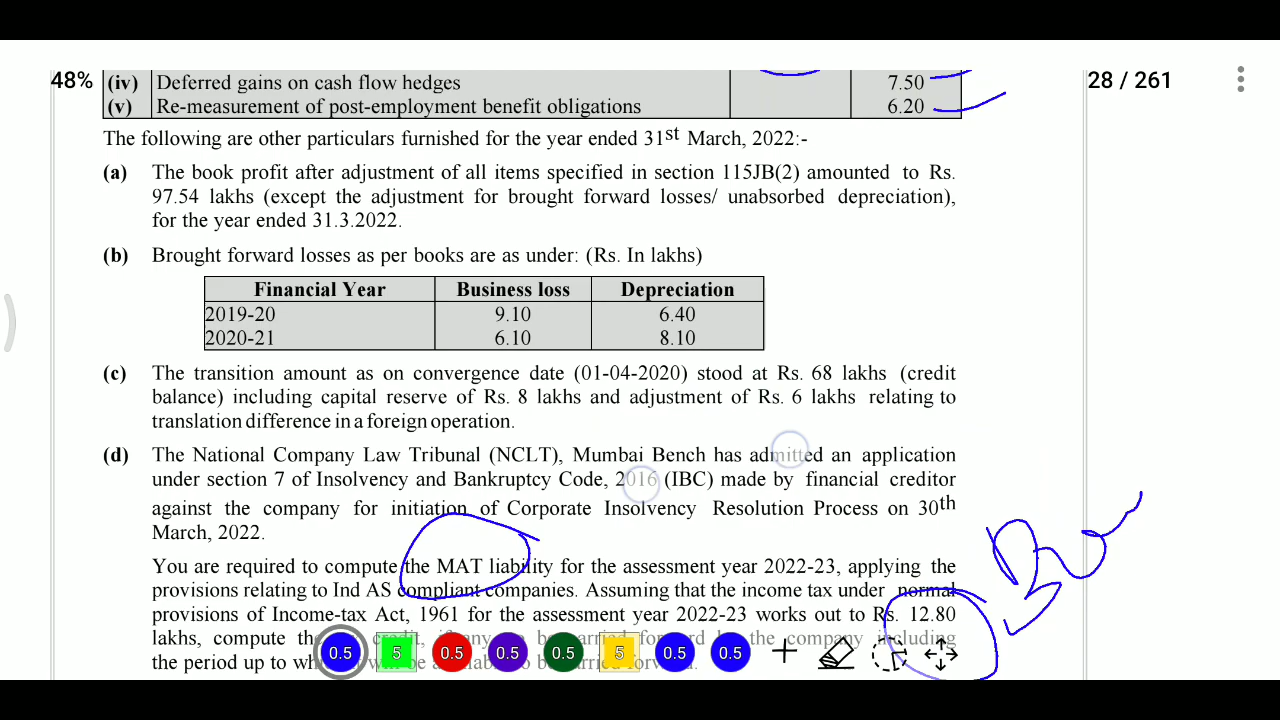 48%
28 / 261
(iv) Deferred gains on cash flow hedges 7.50
(v) Re-measurement of post-employment benefit obligations 6.20
The following are other particulars furnished for the year ended 31st March, 2022:-
(a) The book profit after adjustment of all items specified in section 115JB(2) amounted to Rs.
97.54 lakhs (except the adjustment for brought forward losses/ unabsorbed depreciation),
for the year ended 31.3.2022.
(b) Brought forward losses as per books are as under: (Rs. In lakhs)
Financial Year Business loss Depreciation
2019-20 9.10 6.40
2020-21 6.10 8.10
(c) The transition amount as on convergence date (01-04-2020) stood at Rs. 68 lakhs (credit
balance) including capital reserve of Rs. 8 lakhs and adjustment of Rs. 6 lakhs relating to
translation difference in a foreign operation.
(d) The National Company Law Tribunal (NCLT), Mumbai Bench has admitted an application
under section 7 of Insolvency and Bankruptcy Code, 2016 (IBC) made by financial creditor
against the company for initiation of Corporate Insolvency Resolution Process on 30th
March, 2022.
You are required to compute the MAT liability for the assessment year 2022-23, applying the
provisions relating to Ind AS compliant companies. Assuming that the income tax under normal
provisions of Income-tax Act, 1961 for the assessment year 2022-23 works out to Rs. 12.80
lakhs, compute credit, if any to be carried forward by the company including
the period up to be carried
0.5 5 0.5 0.5 0.5 5 0.5 0.5